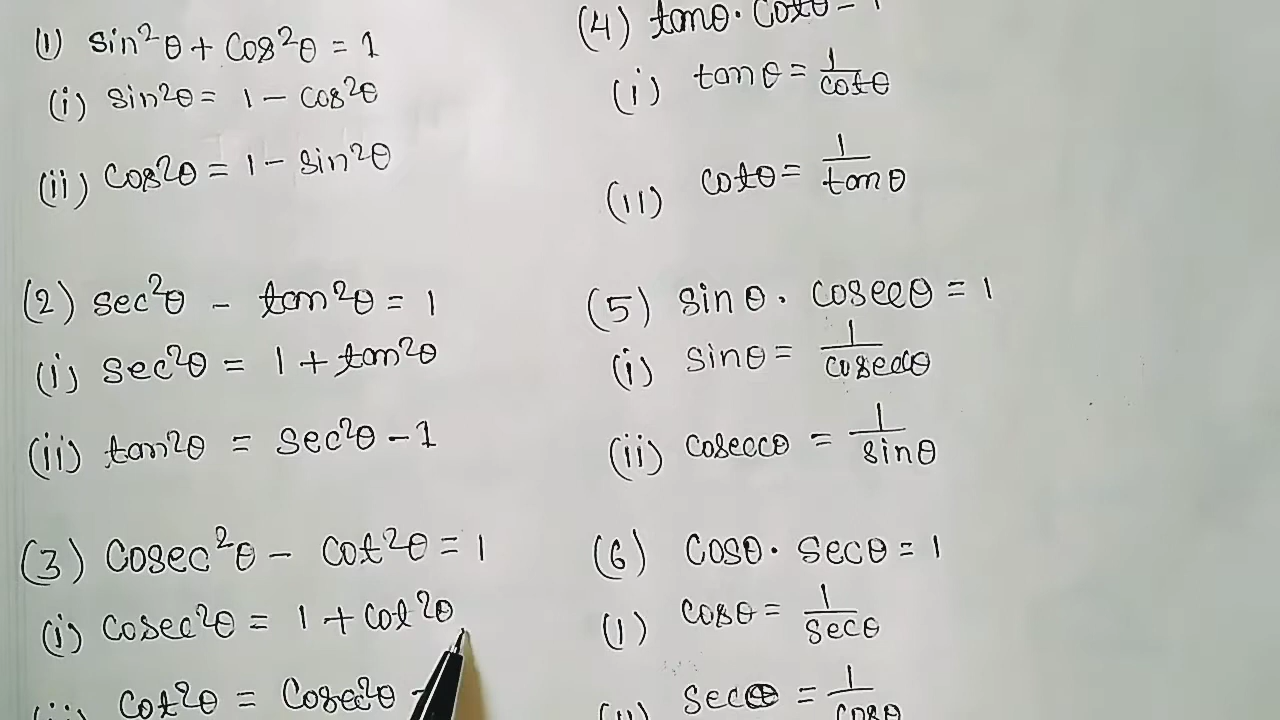 (1) sin²θ + cos²θ = 1
(i) sin²θ = 1 - cos²θ
(ii) cos²θ = 1 - sin²θ
(2) sec²θ - tan²θ = 1
(i) sec²θ = 1 + tan²θ
(ii) tan²θ = sec²θ - 1
(3) cosec²θ - cot²θ = 1
(i) cosec²θ = 1 + cot²θ
cot²θ = cosec²θ -
(4) tanθ · cotθ = 1
(i) tanθ = 1/cotθ
(ii) cotθ = 1/tanθ
(5) sinθ · cosecθ = 1
(i) sinθ = 1/cosecθ
(ii) cosecθ = 1/sinθ
(6) cosθ · secθ = 1
(i) cosθ = 1/secθ
(ii) secθ = 1/cosθ